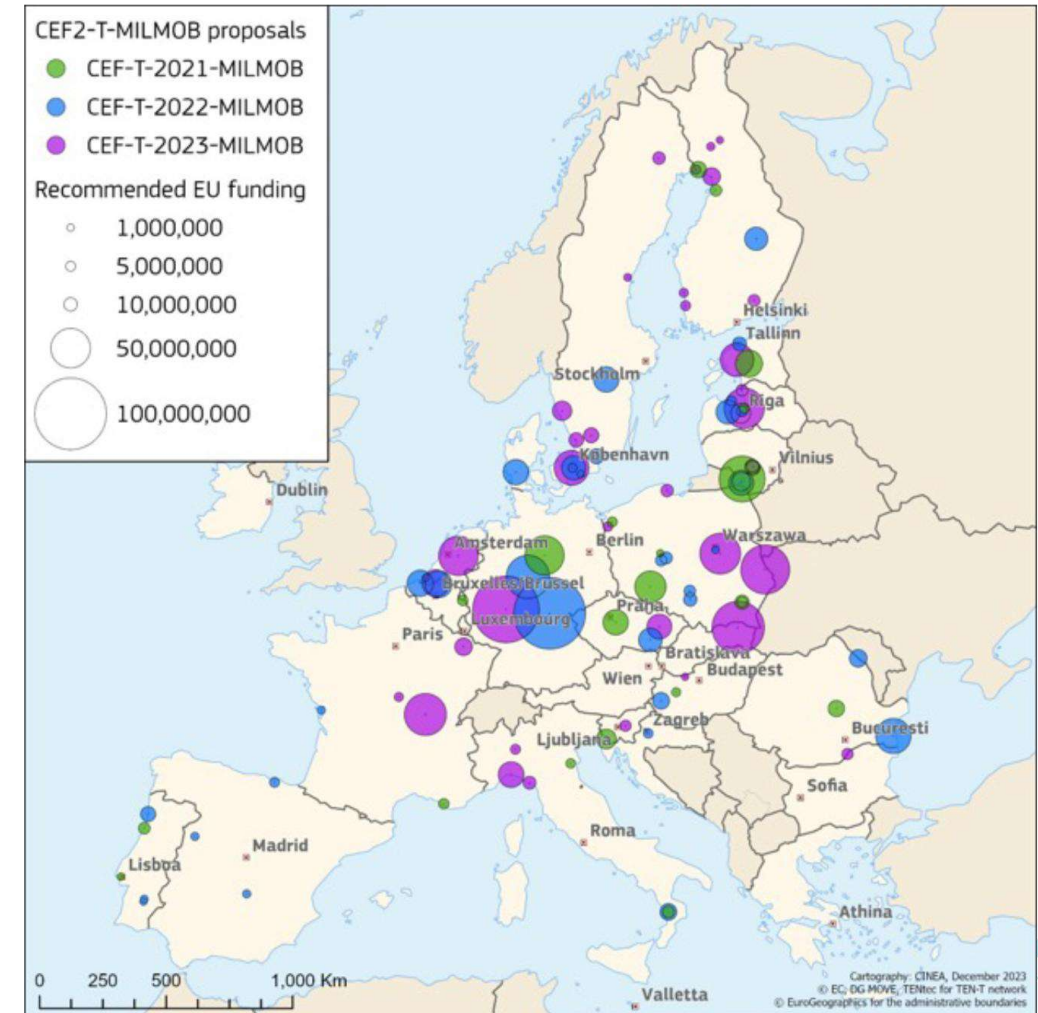 CEF2-T-MILMOB proposals
CEF-T-2021-MILMOB
CEF-T-2022-MILMOB
CEF-T-2023-MILMOB
Recommended EU funding
1,000,000
5,000,000
10,000,000
50,000,000
100,000,000
Helsinki
Tallinn
Stockholm
Riga
København
Vilnius
Dublin
Amsterdam
Berlin
Warszawa
Bruxelles/Brussel
Praha
Luxembourg
Paris
Bratislava
Wien
Budapest
Zagreb
Ljubljana
Bucuresti
Sofia
Roma
Madrid
Lisboa
Athina
Valletta
0 250 500 1,000 Km
Cartography: CINEA, December 2023
© EC, DG MOVE, TENtec for TEN-T network
© EuroGeographics for the administrative boundaries